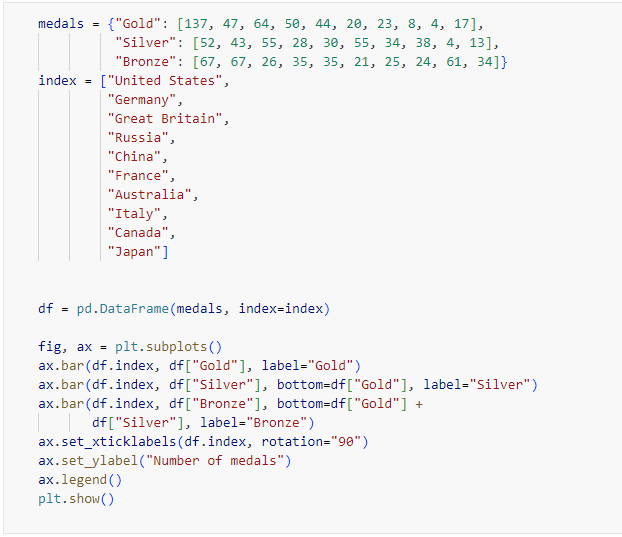 medals = {"Gold": [137, 47, 64, 50, 44, 20, 23, 8, 4, 17],
          "Silver": [52, 43, 55, 28, 30, 55, 34, 38, 4, 13],
          "Bronze": [67, 67, 26, 35, 35, 21, 25, 24, 61, 34]}
index = ["United States",
         "Germany",
         "Great Britain",
         "Russia",
         "China",
         "France",
         "Australia",
         "Italy",
         "Canada",
         "Japan"]
df = pd.DataFrame(medals, index=index)
fig, ax = plt.subplots()
ax.bar(df.index, df["Gold"], label="Gold")
ax.bar(df.index, df["Silver"], bottom=df["Gold"], label="Silver")
ax.bar(df.index, df["Bronze"], bottom=df["Gold"] +
       df["Silver"], label="Bronze")
ax.set_xticklabels(df.index, rotation="90")
ax.set_ylabel("Number of medals")
ax.legend()
plt.show()